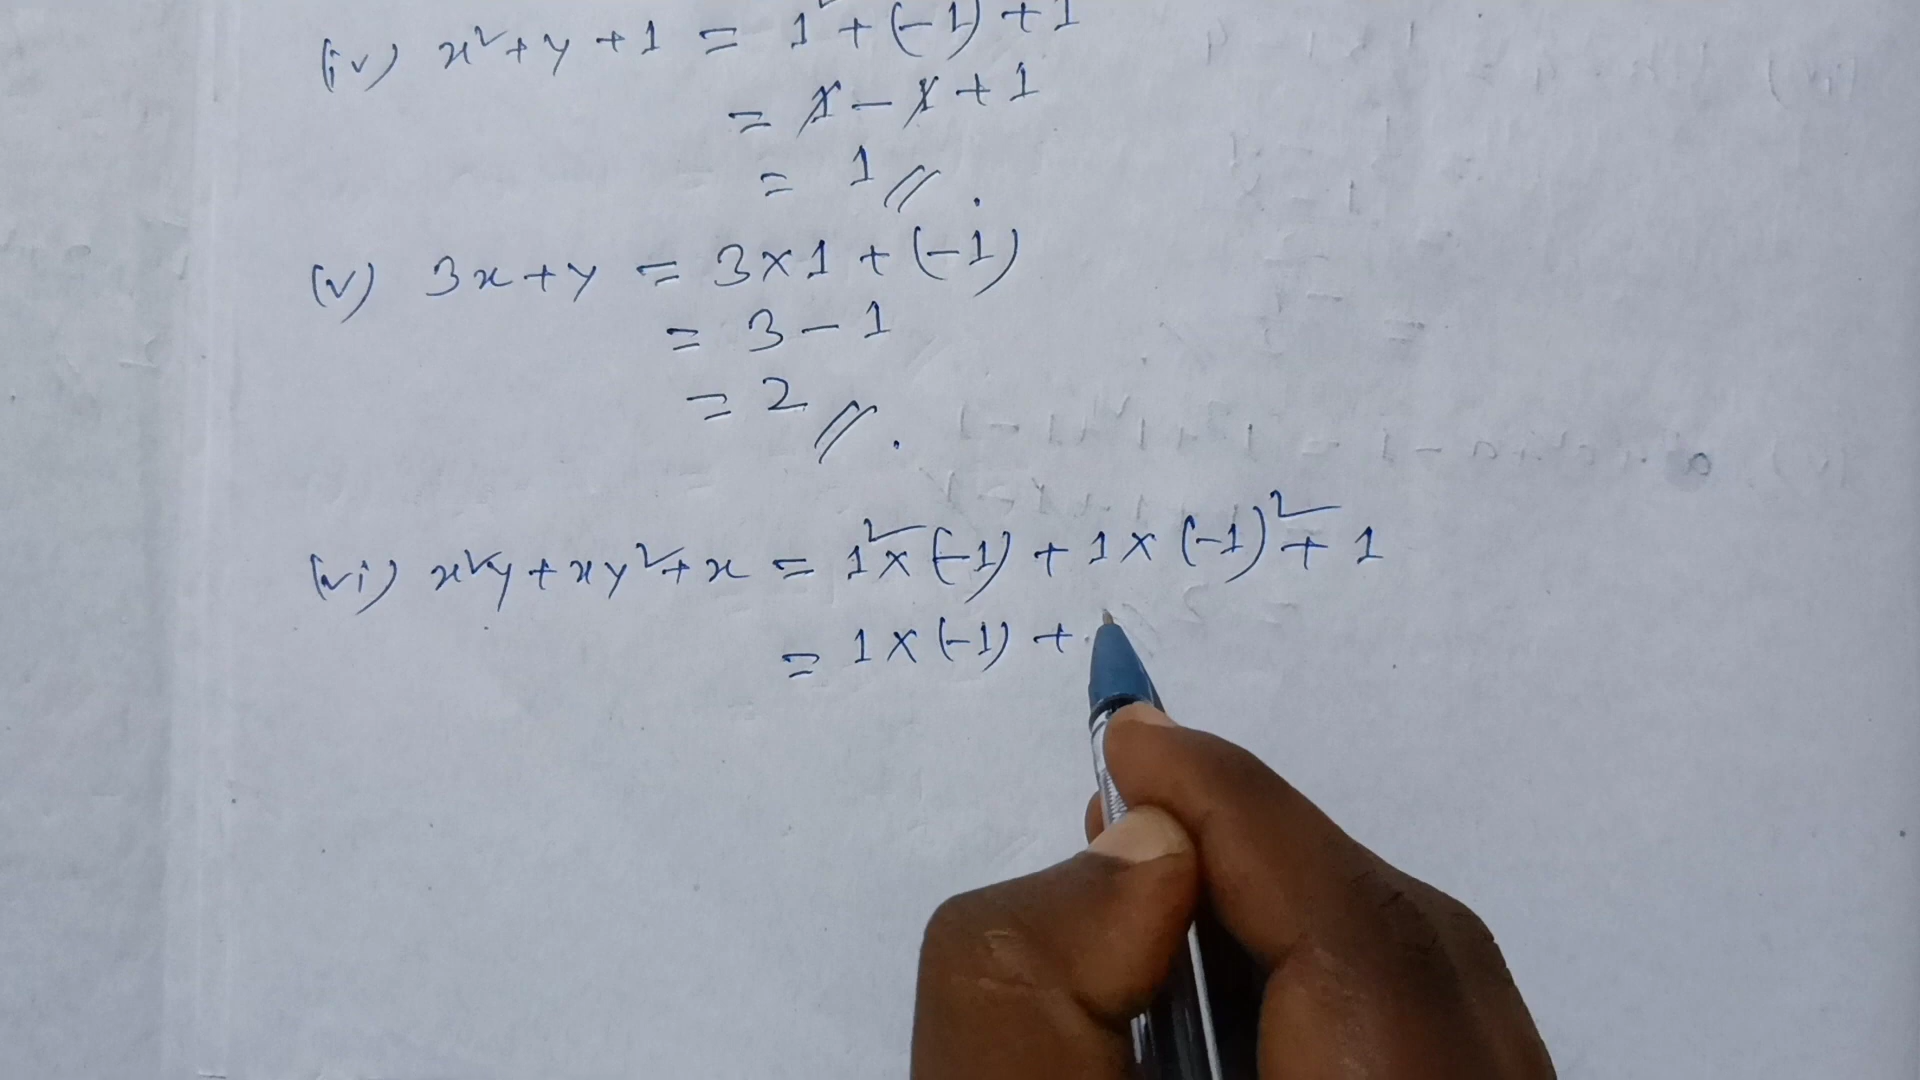 (iv) x²+y+1 = 1²+(-1)+1
= 1-1+1
= 1//.
(v) 3x+y = 3×1+(-1)
= 3-1
= 2//.
(vi) x²y+xy²+x = 1²×(-1)+1×(-1)²+1
= 1×(-1)+